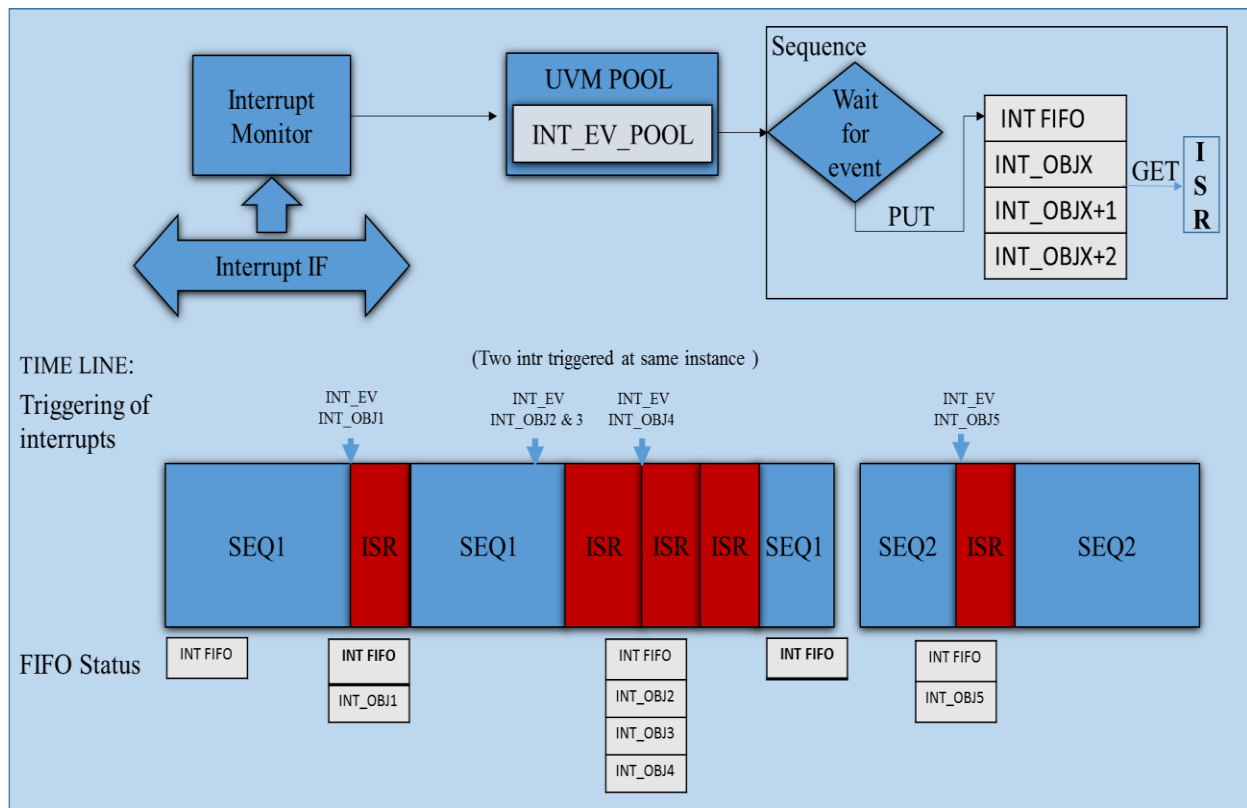 Sequence
Interrupt
Monitor
UVM POOL
INT_EV_POOL
Wait
for
event
INT FIFO
INT_OBJX
INT_OBJX+1
INT_OBJX+2
GET
I
S
R
PUT
Interrupt IF
TIME LINE:
(Two intr triggered at same instance )
Triggering of
interrupts
INT_EV
INT_OBJ1
INT_EV
INT_OBJ2 & 3
INT_EV
INT_OBJ4
INT_EV
INT_OBJ5
SEQ1
ISR
SEQ1
ISR
ISR
ISR
SEQ1
SEQ2
ISR
SEQ2
FIFO Status
INT FIFO
INT FIFO
INT_OBJ1
INT FIFO
INT_OBJ2
INT_OBJ3
INT_OBJ4
INT FIFO
INT FIFO
INT_OBJ5